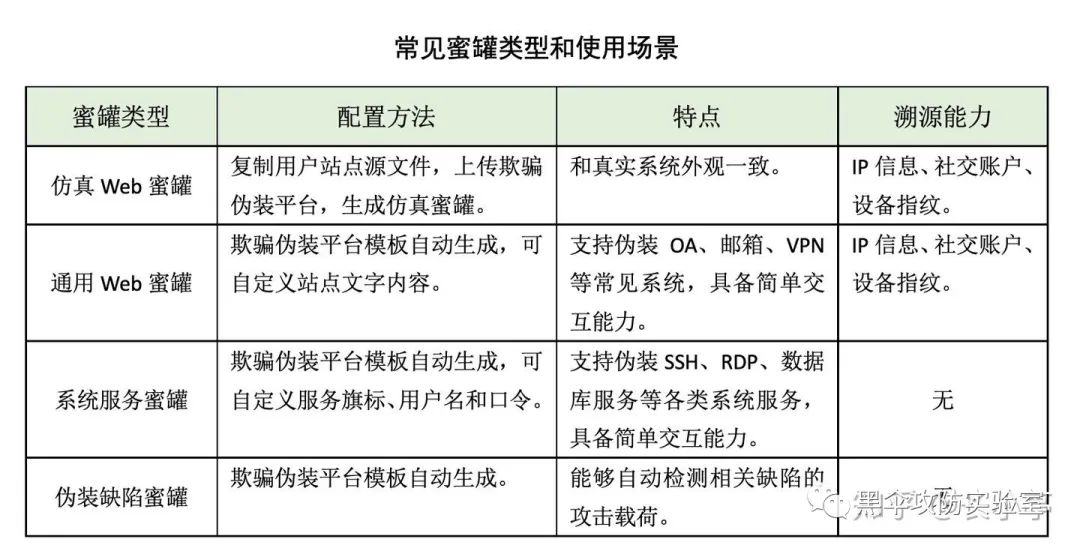 常见蜜罐类型和使用场景
蜜罐类型
配置方法
特点
溯源能力
仿真 Web 蜜罐
复制用户站点源文件，上传欺骗
伪装平台，生成仿真蜜罐。
和真实系统外观一致。
IP 信息、社交账户、
设备指纹。
通用 Web 蜜罐
欺骗伪装平台模板自动生成，可
自定义站点文字内容。
支持伪装 OA、邮箱、VPN
等常见系统，具备简单交
互能力。
IP 信息、社交账户、
设备指纹。
系统服务蜜罐
欺骗伪装平台模板自动生成，可
自定义服务旗标、用户名和口令。
支持伪装 SSH、RDP、数据
库服务等各类系统服务，
具备简单交互能力。
无
伪装缺陷蜜罐
欺骗伪装平台模板自动生成。
能够自动检测相关缺陷的
攻击载荷。
无
黑伞攻防实验室